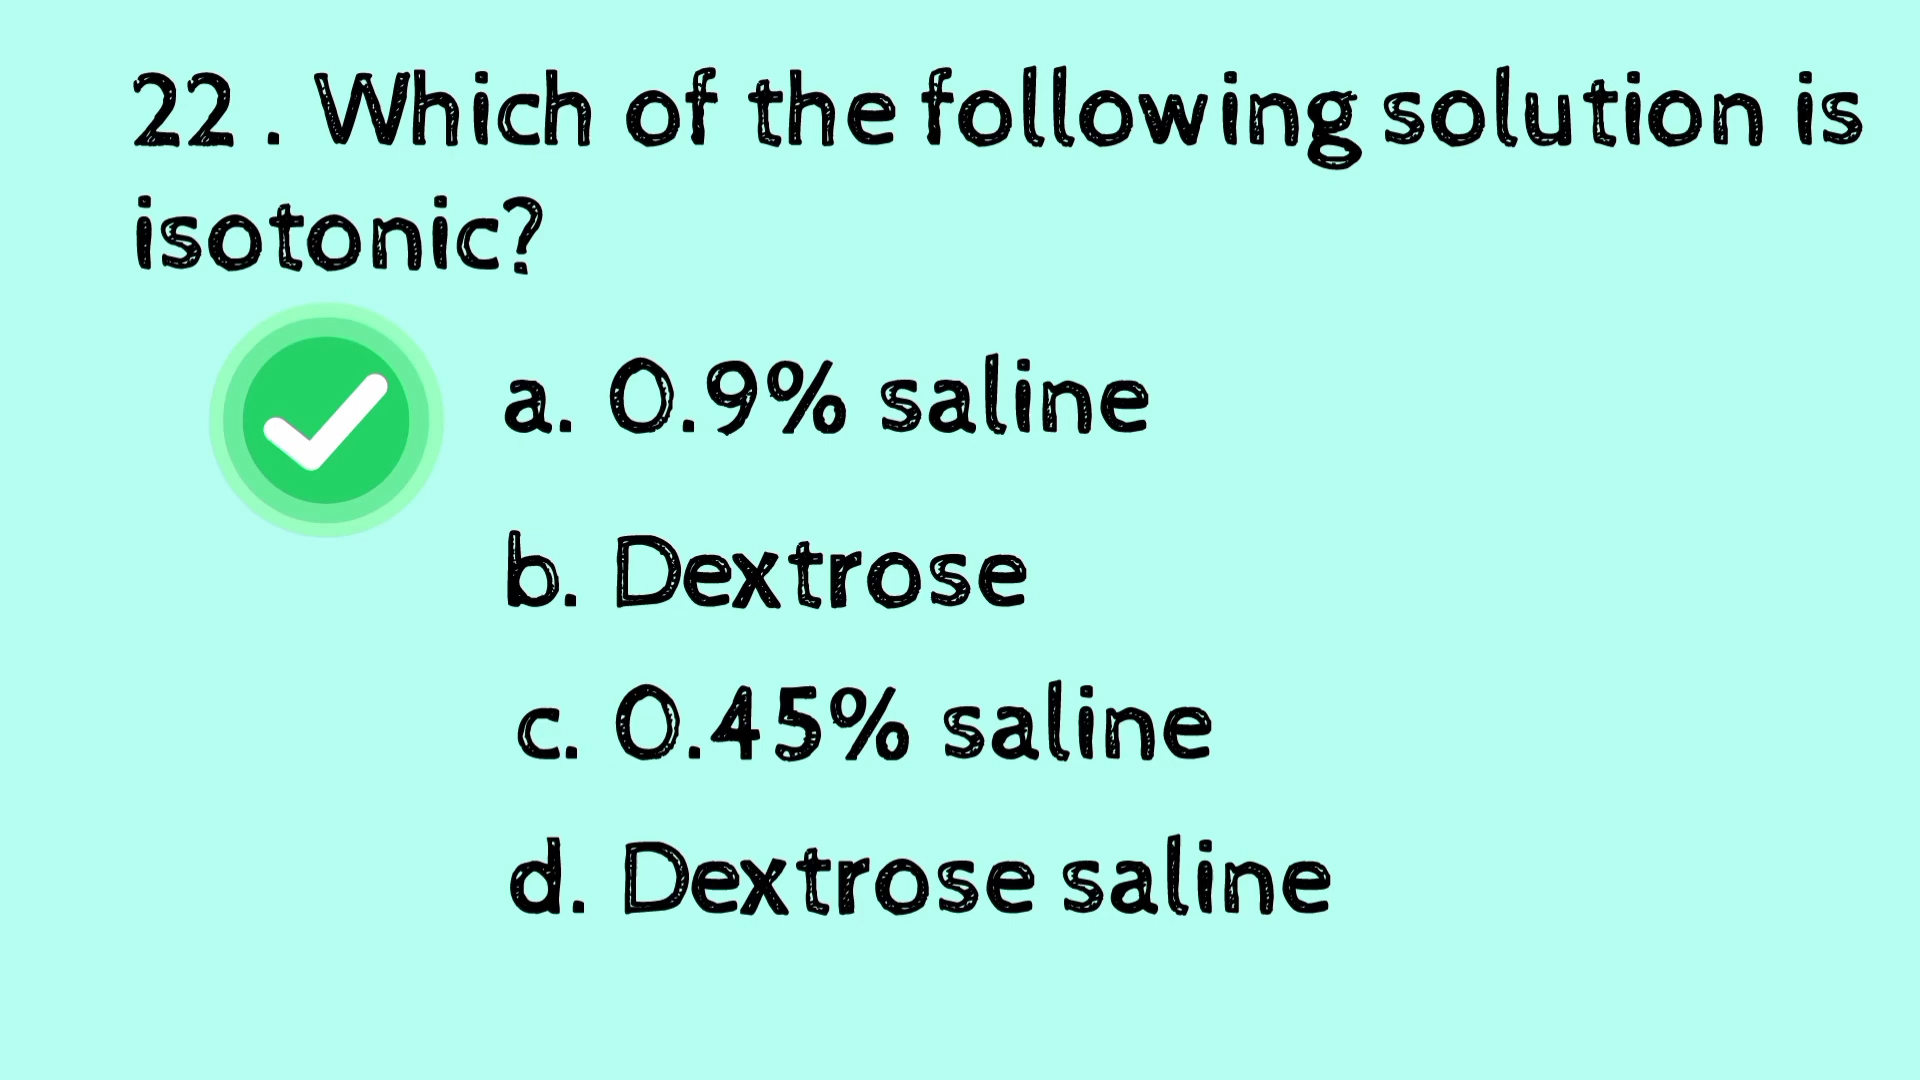 22 . Which of the following solution is
isotonic?
a. 0.9% saline
b. Dextrose
c. 0.45% saline
d. Dextrose saline